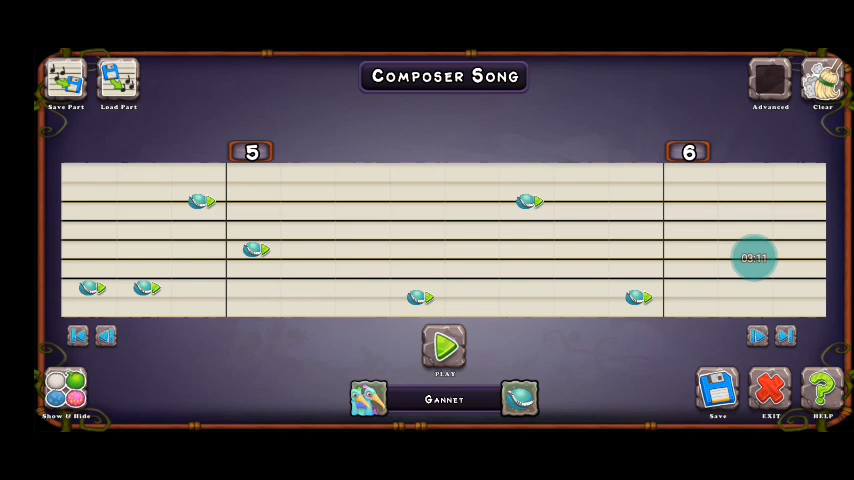 COMPOSER SONG
Save Part
Load Part
Advanced
Clear
5
6
03:11
PLAY
Show & Hide
GANNET
Save
EXIT
HELP